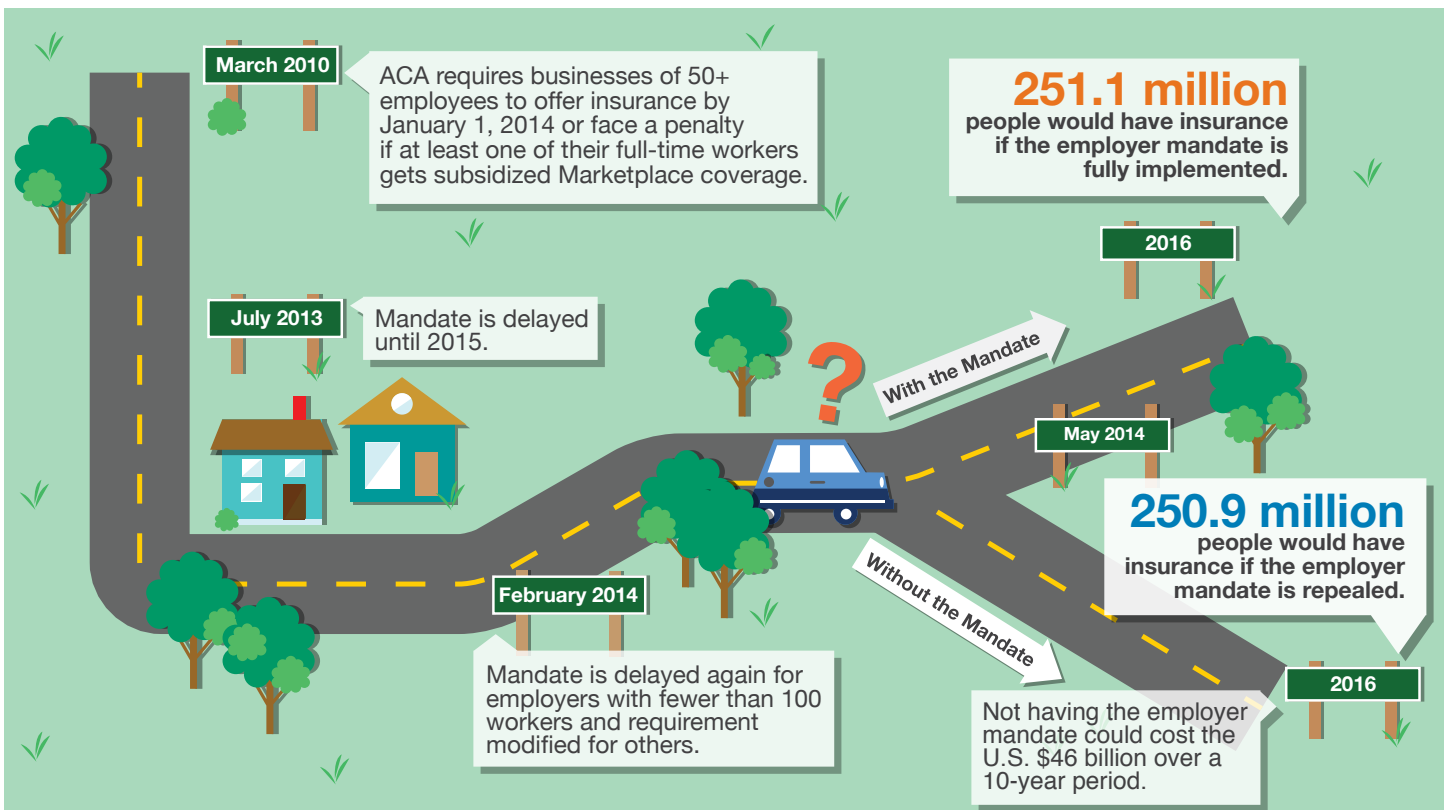 March 2010
ACA requires businesses of 50+
employees to offer insurance by
January 1, 2014 or face a penalty
if at least one of their full-time workers
gets subsidized Marketplace coverage.
July 2013
Mandate is delayed
until 2015.
February 2014
Mandate is delayed again for
employers with fewer than 100
workers and requirement
modified for others.
?
May 2014
With the Mandate
2016
251.1 million
people would have insurance
if the employer mandate is
fully implemented.
Without the Mandate
2016
250.9 million
people would have
insurance if the employer
mandate is repealed.
Not having the employer
mandate could cost the
U.S. $46 billion over a
10-year period.